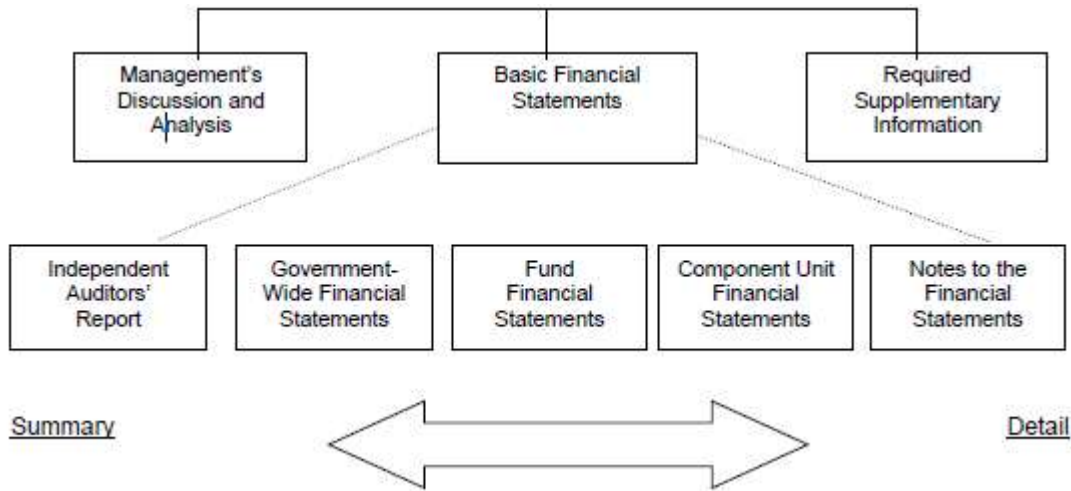 Management's
Discussion and
Analysis
Basic Financial
Statements
Required
Supplementary
Information
Independent
Auditors'
Report
Government-
Wide Financial
Statements
Fund
Financial
Statements
Component Unit
Financial
Statements
Notes to the
Financial
Statements
Summary
Detail